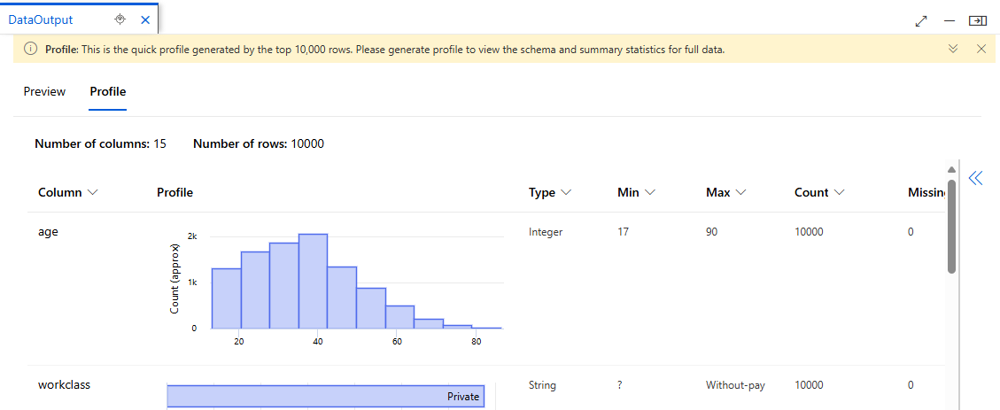 DataOutput
Profile: This is the quick profile generated by the top 10,000 rows. Please generate profile to view the schema and summary statistics for full data.
Preview Profile
Number of columns: 15 Number of rows: 10000
Column Profile Type Min Max Count Missin
age Integer 17 90 10000 0
Count (approx)
2k
1k
0
20 40 60 80
workclass Private String ? Without-pay 10000 0